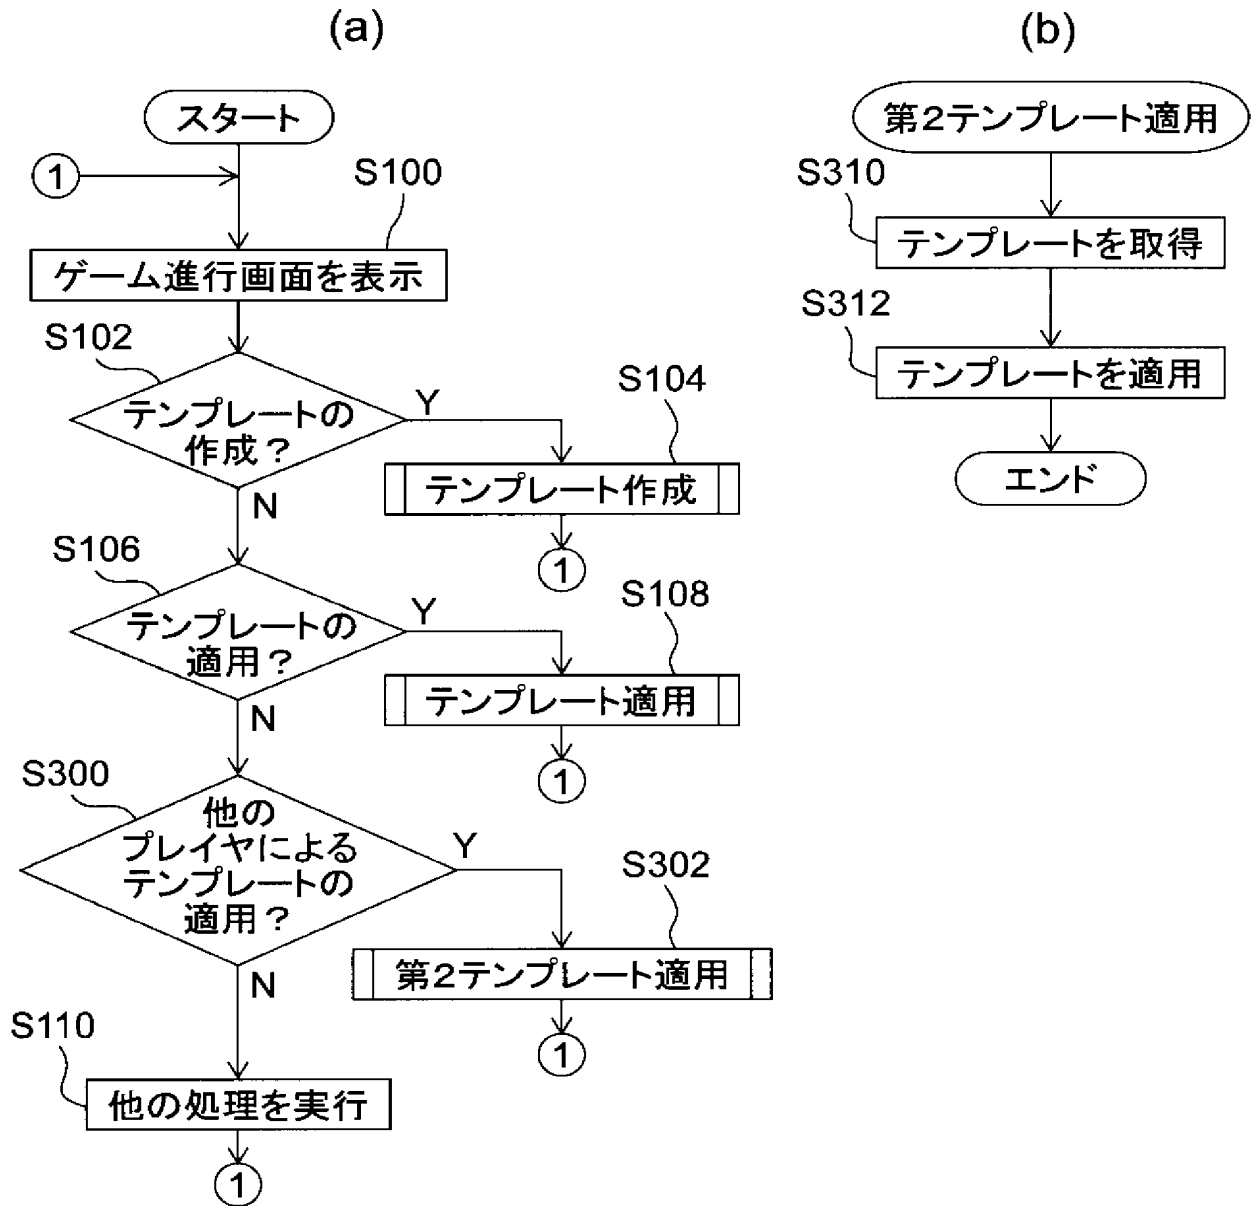 (a)
スタート
①
S100
ゲーム進行画面を表示
S102
テンプレートの
作成？
Y
N
S104
テンプレート作成
①
S106
テンプレートの
適用？
Y
N
S108
テンプレート適用
①
S300
他の
プレイヤによる
テンプレートの
適用？
Y
N
S302
第2テンプレート適用
①
S110
他の処理を実行
①
(b)
第2テンプレート適用
S310
テンプレートを取得
S312
テンプレートを適用
エンド